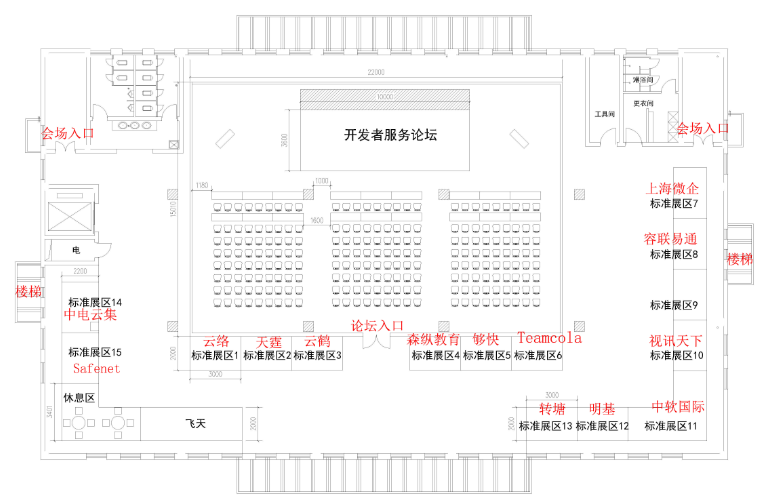 22000
淋浴间
10000
更衣间
工具间
会场入口
开发者服务论坛
会场入口
3600
1180
1000
上海微企
标准展区7
15010
1600
容联易通
标准展区8
电
楼梯
2200
楼梯
标准展区14
标准展区9
中电云集
论坛入口
云络
天霆
云鹤
森纵教育
够快
Teamcola
视讯天下
标准展区15
2000
标准展区1
标准展区2
标准展区3
标准展区4
标准展区5
标准展区6
标准展区10
Safenet
3000
休息区
3000
转塘
明基
中软国际
飞天
2000
2000
标准展区13
标准展区12
标准展区11